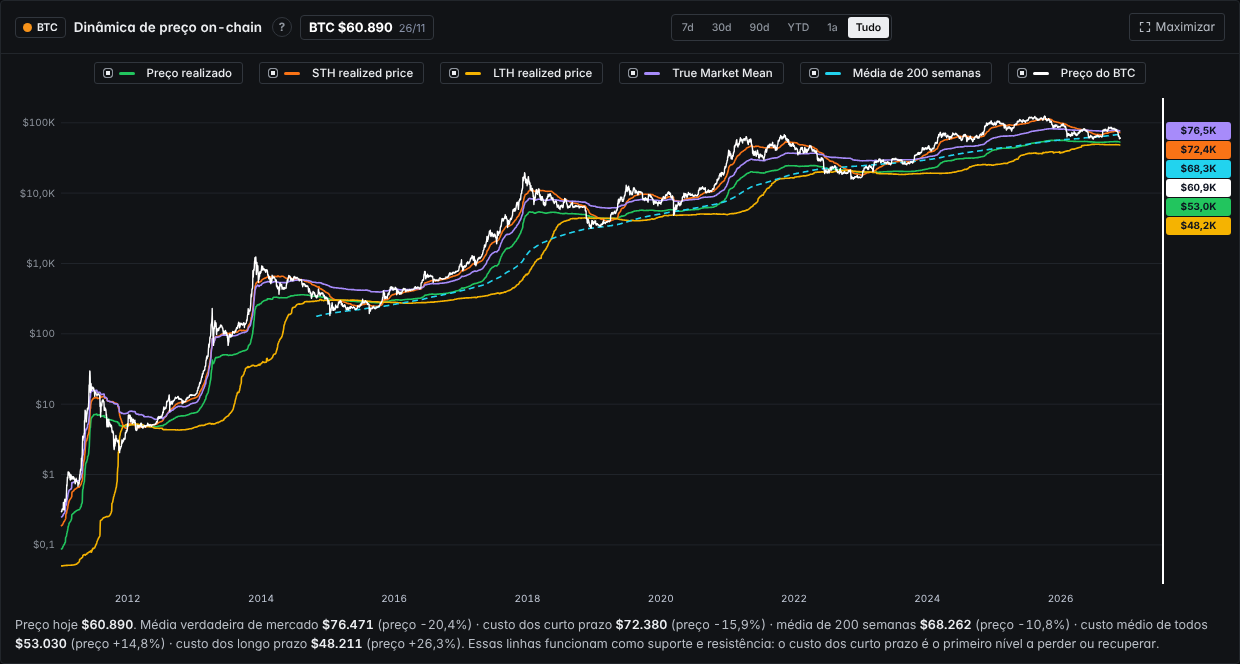 BTC Dinâmica de preço on-chain ? BTC $60.890 26/11 7d 30d 90d YTD 1a Tudo Maximizar
Preço realizado STH realized price LTH realized price True Market Mean Média de 200 semanas Preço do BTC
$100K
$10,0K
$1,0K
$100
$10
$1
$0,1
$76,5K
$72,4K
$68,3K
$60,9K
$53,0K
$48,2K
2012 2014 2016 2018 2020 2022 2024 2026
Preço hoje $60.890. Média verdadeira de mercado $76.471 (preço -20,4%) · custo dos curto prazo $72.380 (preço -15,9%) · média de 200 semanas $68.262 (preço -10,8%) · custo médio de todos
$53.030 (preço +14,8%) · custo dos longo prazo $48.211 (preço +26,3%). Essas linhas funcionam como suporte e resistência: o custo dos curto prazo é o primeiro nível a perder ou recuperar.